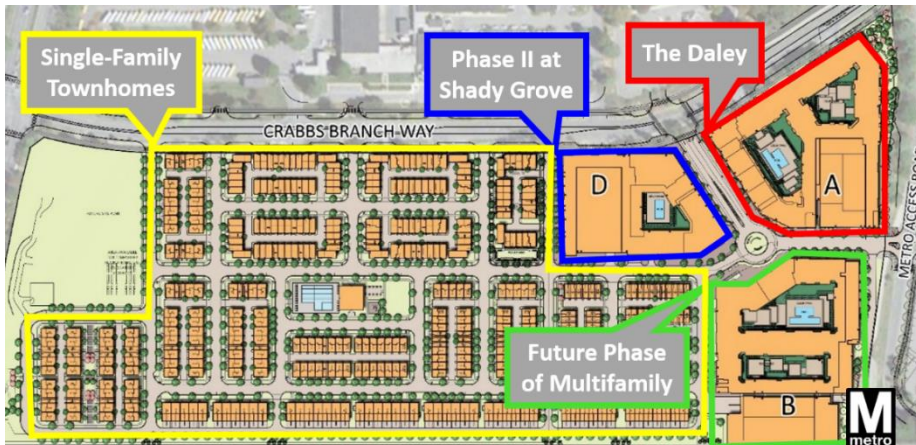 Single-Family
Townhomes
Phase II at
Shady Grove
The Daley
CRABBS BRANCH WAY
D
A
Future Phase
of Multifamily
B
M
metro